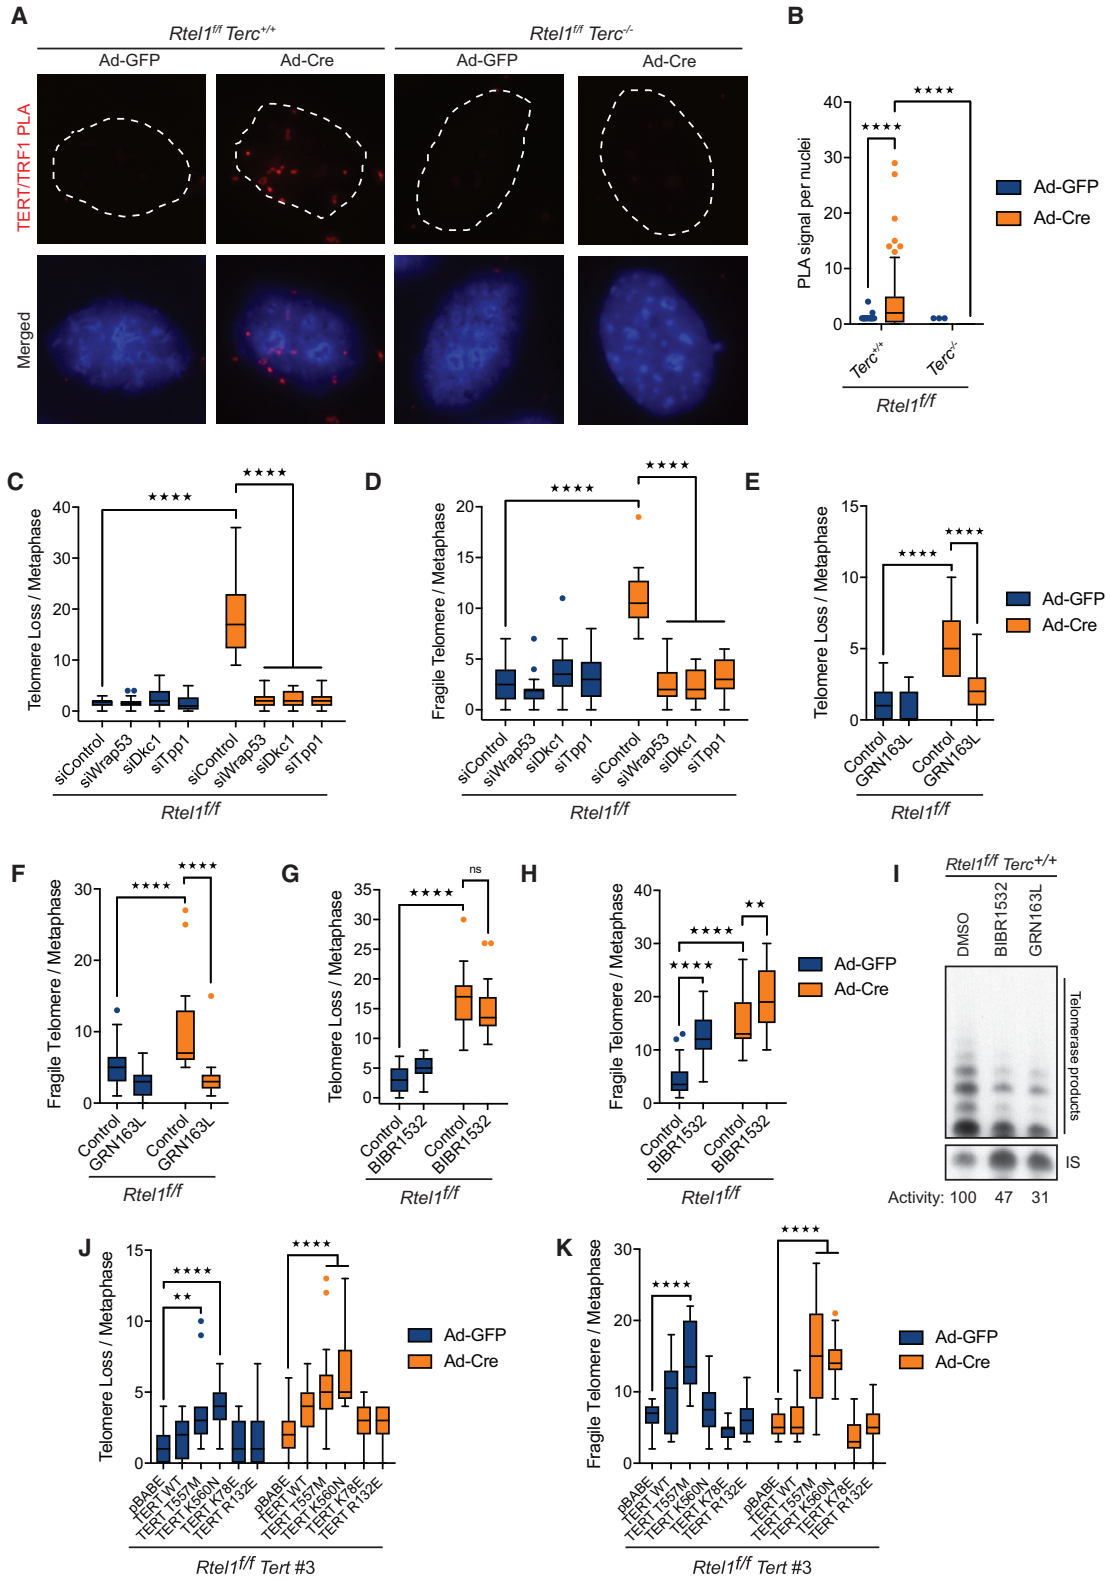 A
Rtel1f/f Terc+/+
Rtel1f/f Terc-/-
Ad-GFP
Ad-Cre
Ad-GFP
Ad-Cre
TERT/TRF1 PLA
Merged
B
★★★★
★★★★
PLA signal per nuclei
40
30
20
10
0
Terc+/+
Terc-/-
Rtel1f/f
Ad-GFP
Ad-Cre
C
★★★★
★★★★
Telomere Loss / Metaphase
40
30
20
10
0
siControl
siWrap53
siDkc1
siTpp1
siControl
siWrap53
siDkc1
siTpp1
Rtel1f/f
D
★★★★
★★★★
Fragile Telomere / Metaphase
20
15
10
5
0
siControl
siWrap53
siDkc1
siTpp1
siControl
siWrap53
siDkc1
siTpp1
Rtel1f/f
E
★★★★
★★★★
Telomere Loss / Metaphase
15
10
5
0
Control
GRN163L
Control
GRN163L
Rtel1f/f
Ad-GFP
Ad-Cre
F
★★★★
★★★★
Fragile Telomere / Metaphase
30
20
10
0
Control
GRN163L
Control
GRN163L
Rtel1f/f
G
ns
★★★★
Telomere Loss / Metaphase
35
30
25
20
15
10
5
0
Control
BIBR1532
Control
BIBR1532
Rtel1f/f
H
★★
★★★★
★★★★
Fragile Telomere / Metaphase
40
30
20
10
0
Control
BIBR1532
Control
BIBR1532
Rtel1f/f
Ad-GFP
Ad-Cre
I
Rtel1f/f Terc+/+
DMSO
BIBR1532
GRN163L
Telomerase products
IS
Activity: 100 47 31
J
★★★★
★★★★
★★
Telomere Loss / Metaphase
15
10
5
0
pBABE
TERT WT
TERT T557M
TERT K560N
TERT K78E
TERT R132E
pBABE
TERT WT
TERT T557M
TERT K560N
TERT K78E
TERT R132E
Rtel1f/f Tert #3
Ad-GFP
Ad-Cre
K
★★★★
★★★★
Fragile Telomere / Metaphase
30
20
10
0
pBABE
TERT WT
TERT T557M
TERT K560N
TERT K78E
TERT R132E
pBABE
TERT WT
TERT T557M
TERT K560N
TERT K78E
TERT R132E
Rtel1f/f Tert #3
Ad-GFP
Ad-Cre